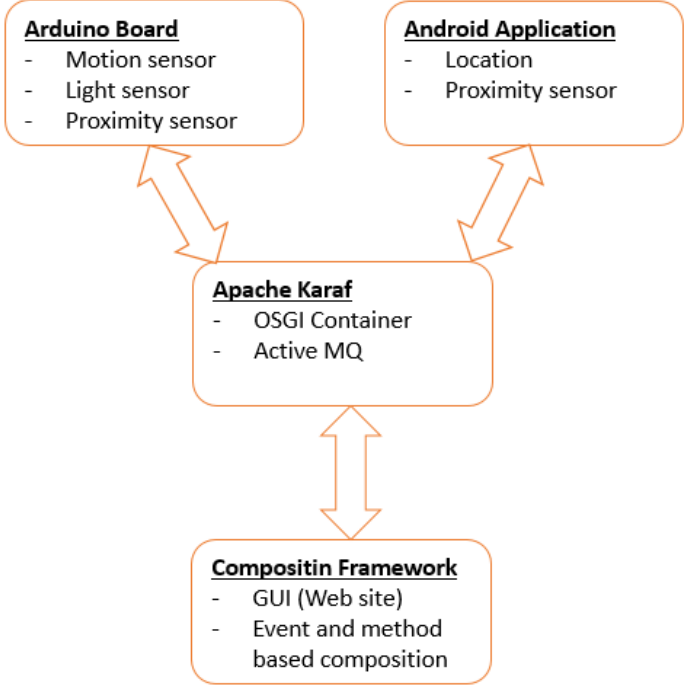 Arduino Board
- Motion sensor
- Light sensor
- Proximity sensor
Android Application
- Location
- Proximity sensor
Apache Karaf
- OSGI Container
- Active MQ
Compositin Framework
- GUI (Web site)
- Event and method
based composition